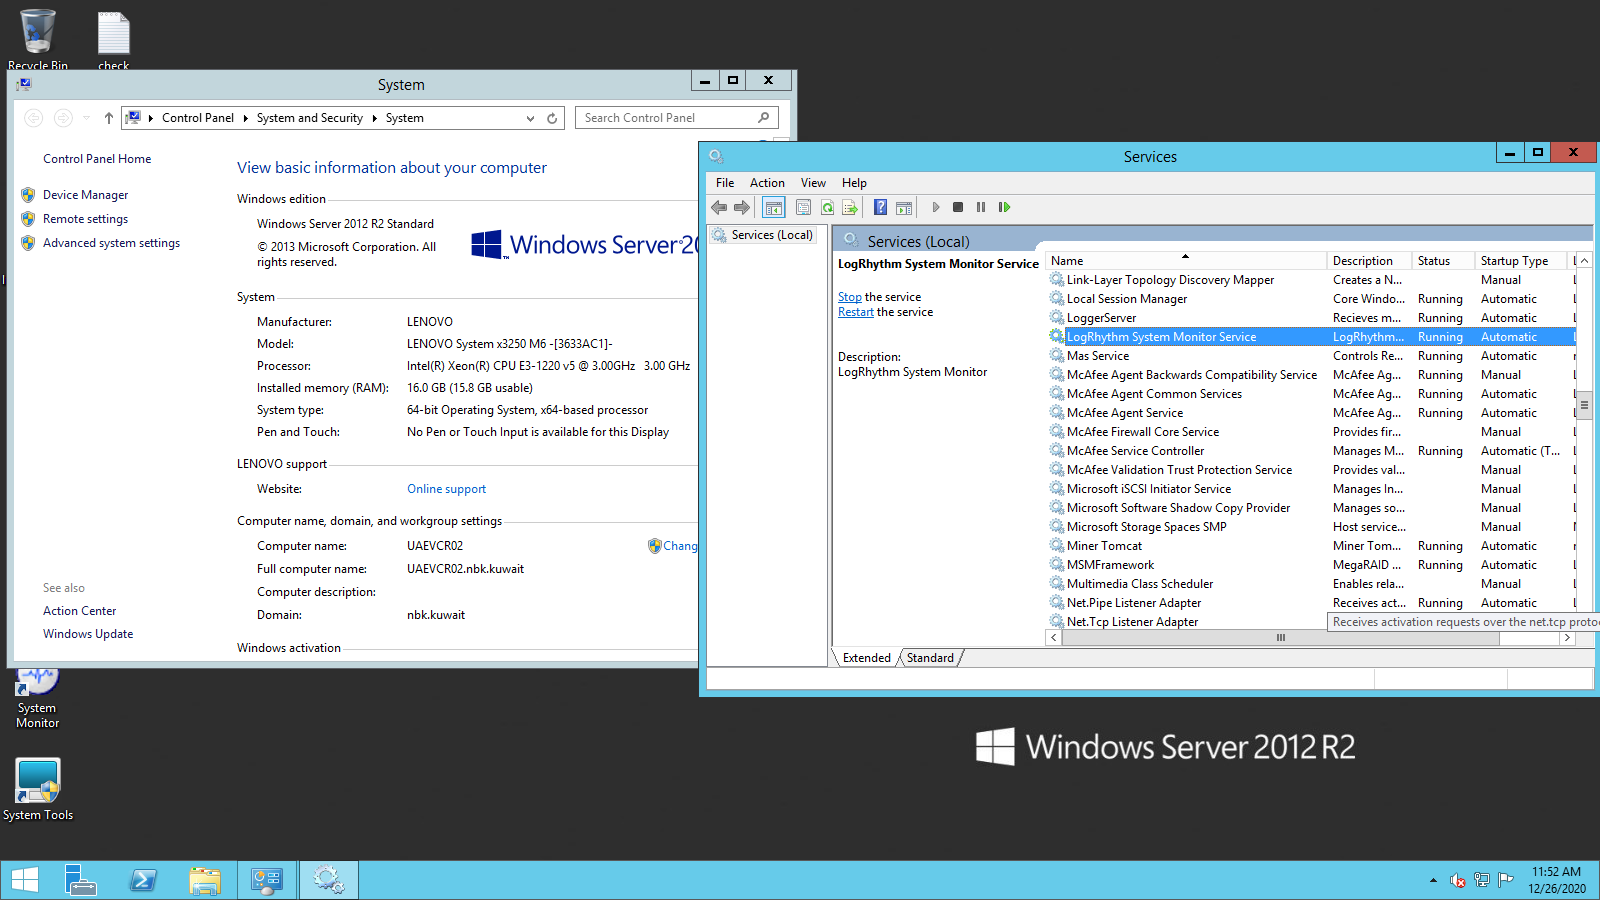 Recycle Bin
check
System
Control Panel
System and Security
System
Search Control Panel
Control Panel Home
Device Manager
Remote settings
Advanced system settings
See also
Action Center
Windows Update
View basic information about your computer
Windows edition
Windows Server 2012 R2 Standard
© 2013 Microsoft Corporation. All
rights reserved.
Windows Server 20
System
Manufacturer: LENOVO
Model: LENOVO System x3250 M6 -[3633AC1]-
Processor: Intel(R) Xeon(R) CPU E3-1220 v5 @ 3.00GHz 3.00 GHz
Installed memory (RAM): 16.0 GB (15.8 GB usable)
System type: 64-bit Operating System, x64-based processor
Pen and Touch: No Pen or Touch Input is available for this Display
LENOVO support
Website: Online support
Computer name, domain, and workgroup settings
Computer name: UAEVCR02
Chang
Full computer name: UAEVCR02.nbk.kuwait
Computer description:
Domain: nbk.kuwait
Windows activation
Services
File Action View Help
Services (Local)
Services (Local)
LogRhythm System Monitor Service
Stop the service
Restart the service
Description:
LogRhythm System Monitor
Name Description Status Startup Type
Link-Layer Topology Discovery Mapper Creates a N... Manual
Local Session Manager Core Windo... Running Automatic
LoggerServer Recieves m... Running Automatic
LogRhythm System Monitor Service LogRhythm... Running Automatic
Mas Service Controls Re... Running Automatic
McAfee Agent Backwards Compatibility Service McAfee Ag... Running Manual
McAfee Agent Common Services McAfee Ag... Running Automatic
McAfee Agent Service McAfee Ag... Running Automatic
McAfee Firewall Core Service Provides fir... Manual
McAfee Service Controller Manages M... Running Automatic (T...
McAfee Validation Trust Protection Service Provides val... Manual
Microsoft iSCSI Initiator Service Manages In... Manual
Microsoft Software Shadow Copy Provider Manages so... Manual
Microsoft Storage Spaces SMP Host service... Manual
Miner Tomcat Miner Tom... Running Automatic
MSMFramework MegaRAID ... Running Automatic
Multimedia Class Scheduler Enables rela... Manual
Net.Pipe Listener Adapter Receives act... Running Automatic
Net.Tcp Listener Adapter Receives activation requests over the net.tcp proto
Extended Standard
System
Monitor
System Tools
Windows Server 2012 R2
11:52 AM
12/26/2020